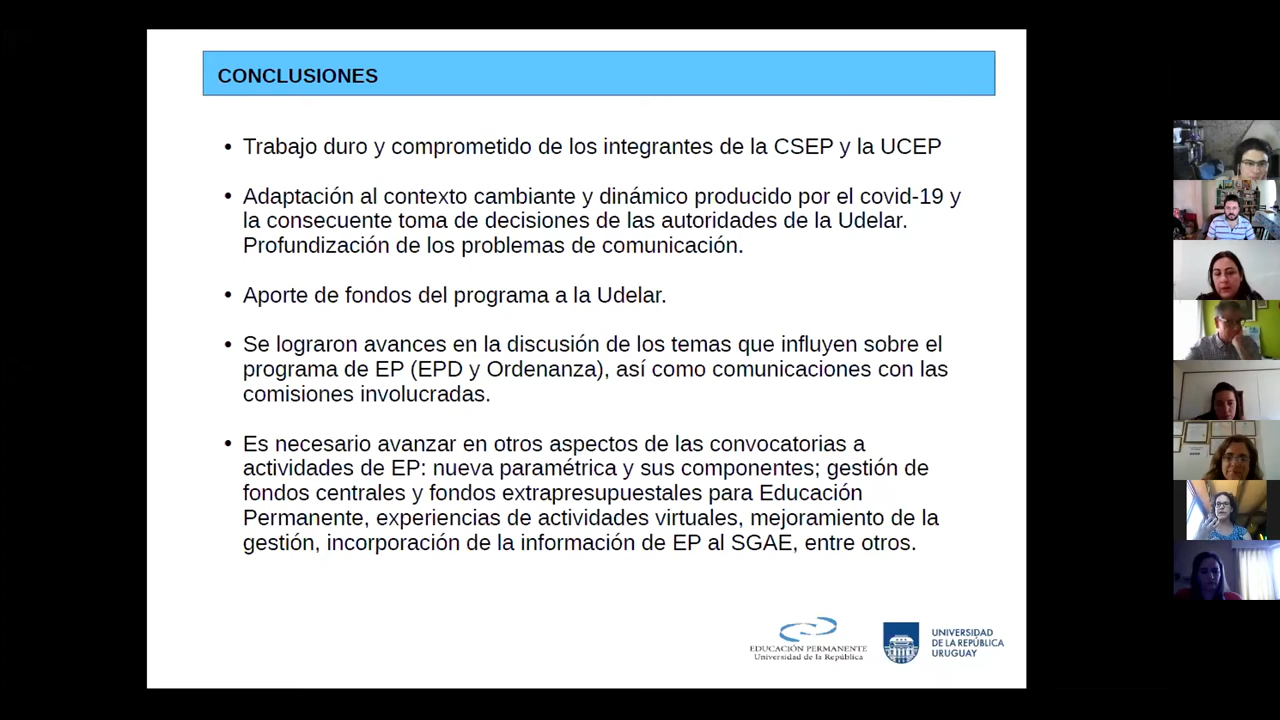 CONCLUSIONES
• Trabajo duro y comprometido de los integrantes de la CSEP y la UCEP
• Adaptación al contexto cambiante y dinámico producido por el covid-19 y
la consecuente toma de decisiones de las autoridades de la Udelar.
Profundización de los problemas de comunicación.
• Aporte de fondos del programa a la Udelar.
• Se lograron avances en la discusión de los temas que influyen sobre el
programa de EP (EPD y Ordenanza), así como comunicaciones con las
comisiones involucradas.
• Es necesario avanzar en otros aspectos de las convocatorias a
actividades de EP: nueva paramétrica y sus componentes; gestión de
fondos centrales y fondos extrapresupuestales para Educación
Permanente, experiencias de actividades virtuales, mejoramiento de la
gestión, incorporación de la información de EP al SGAE, entre otros.
EDUCACIÓN PERMANENTE
Universidad de la República
UNIVERSIDAD
DE LA REPÚBLICA
URUGUAY